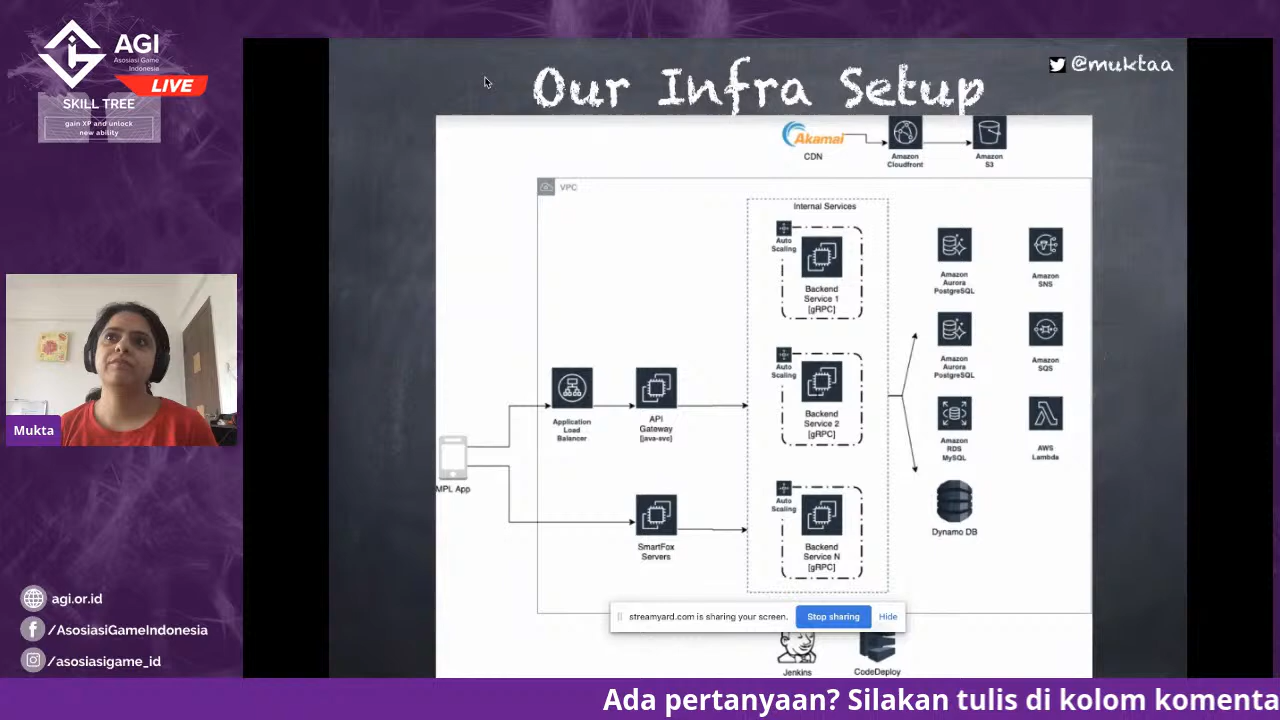 AGI
Asosiasi Game
Indonesia
LIVE
SKILL TREE
gain XP and unlock
new ability
Our Infra Setup
@muktaa
Akamai
CDN
Amazon
Cloudfront
Amazon
S3
VPC
Internal Services
Auto
Scaling
Backend
Service 1
[gRPC]
Amazon
Aurora
PostgreSQL
Amazon
SNS
Auto
Scaling
Backend
Service 2
[gRPC]
Amazon
Aurora
PostgreSQL
Amazon
SQS
Application
Load
Balancer
API
Gateway
[java-svc]
Amazon
RDS
MySQL
AWS
Lambda
MPL App
Auto
Scaling
Backend
Service N
[gRPC]
SmartFox
Servers
Dynamo DB
streamyard.com is sharing your screen.
Stop sharing
Hide
Jenkins
CodeDeploy
Mukta
agi.or.id
/AsosiasiGameIndonesia
/asosiasigame_id
Ada pertanyaan? Silakan tulis di kolom komenta